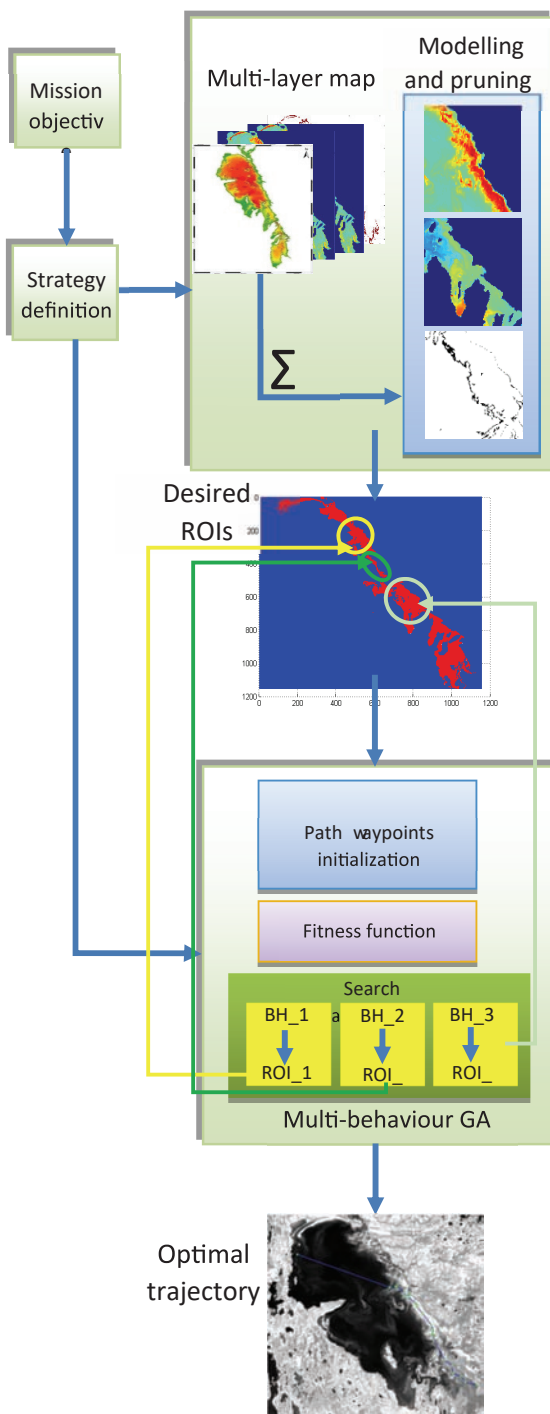 Mission
objectiv
Strategy
definition
Multi-layer map
Modelling
and pruning
Σ
Desired
ROIs
0
200
400
600
800
1000
1200
0
200
400
600
800
1000
1200
Path waypoints
initialization
Fitness function
Search
a
BH_1
BH_2
BH_3
ROI_1
ROI_
ROI_
Multi-behaviour GA
Optimal
trajectory